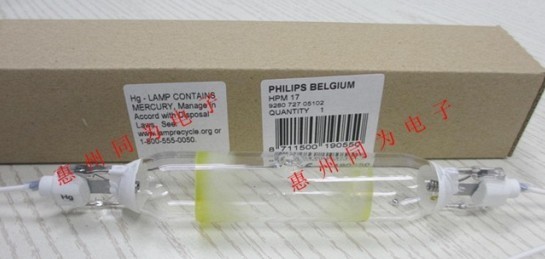 Hg - LAMP CONTAINS
MERCURY, Manage in
Accord with Disposal
Laws, See:
www.lamprecycle.org or
1-800-555-0050.
PHILIPS BELGIUM
HPM 17
9280 727 05102
QUANTITY 1
8 711500 190550
惠州同为电子
惠州同为电子
Hg